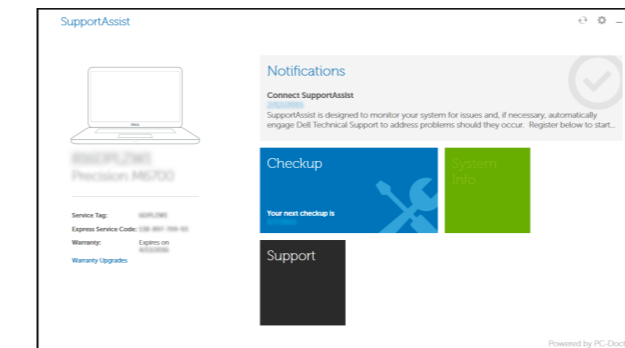 SupportAssist
Notifications
Connect SupportAssist
SupportAssist is designed to monitor your system for issues and, if necessary, automatically
engage Dell Technical Support to address problems should they occur. Register below to start...
Precision M6700
Checkup
System
Info
Your next checkup is
Service Tag:
Express Service Code:
Warranty: Expires on
Warranty Upgrades
Support
Powered by PC-Doct